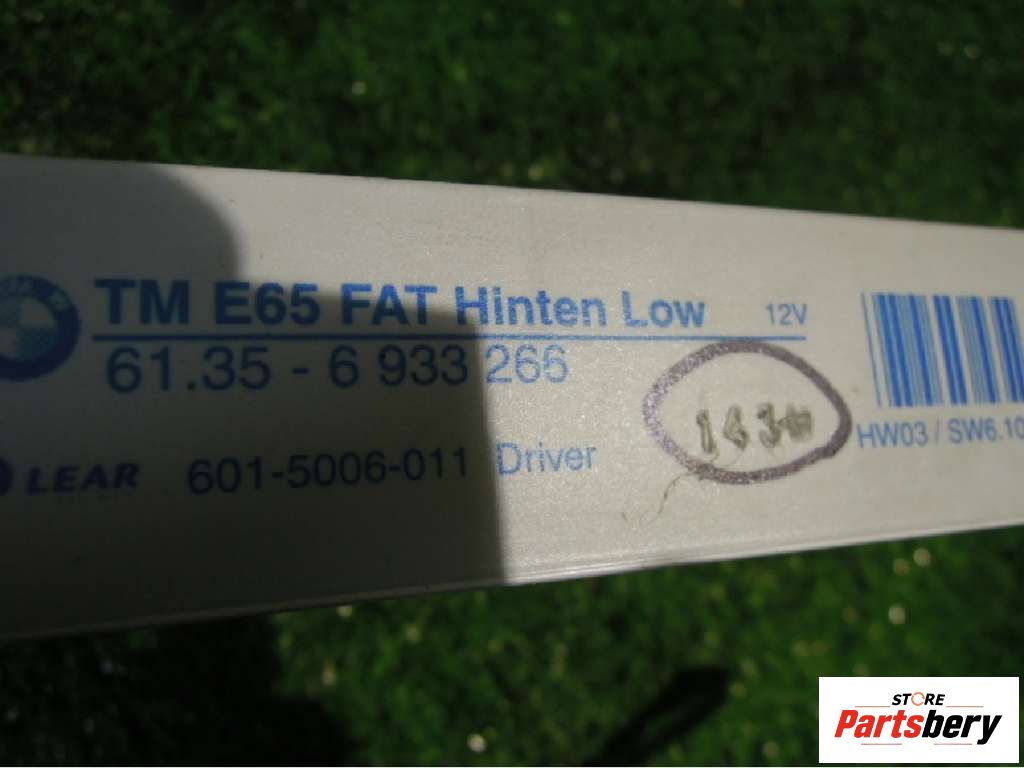 TM E65 FAT Hinten Low 12V
61.35 - 6 933 266
LEAR 601-5006-011 Driver
143
HW03 / SW6.10
STORE
Partsbery